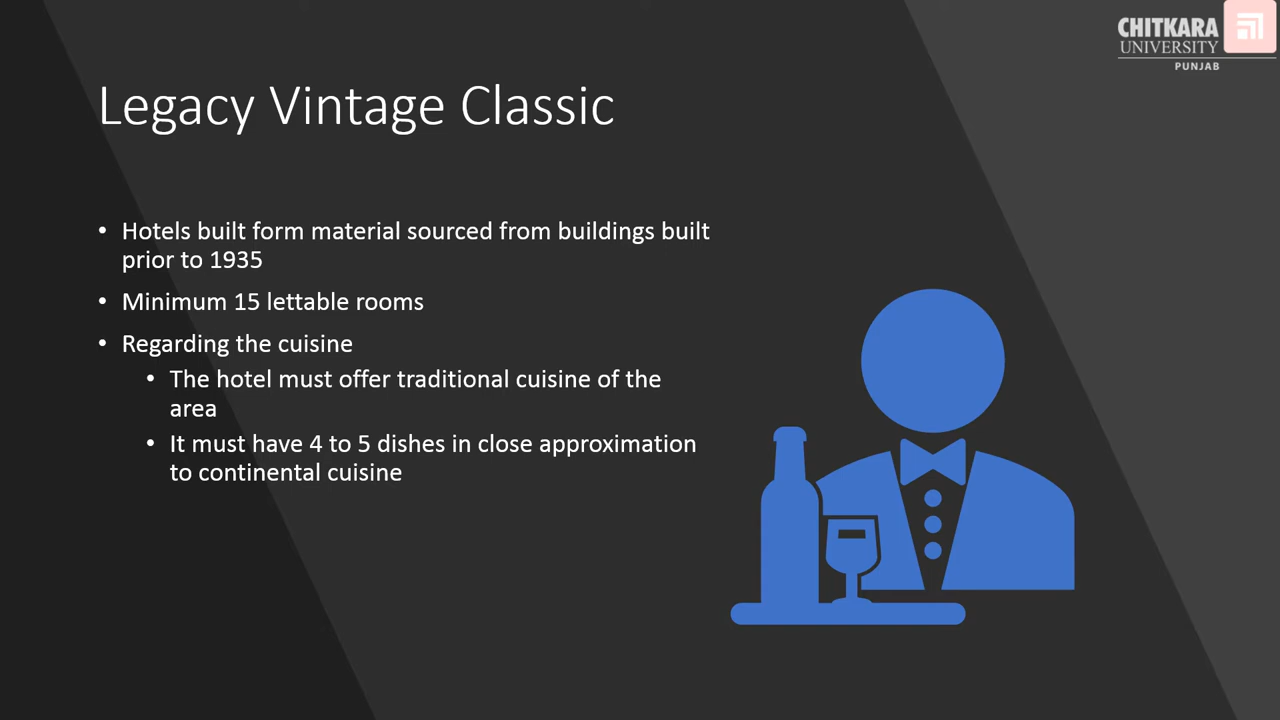 CHITKARA
UNIVERSITY
PUNJAB
Legacy Vintage Classic
• Hotels built form material sourced from buildings built
prior to 1935
• Minimum 15 lettable rooms
• Regarding the cuisine
• The hotel must offer traditional cuisine of the
area
• It must have 4 to 5 dishes in close approximation
to continental cuisine